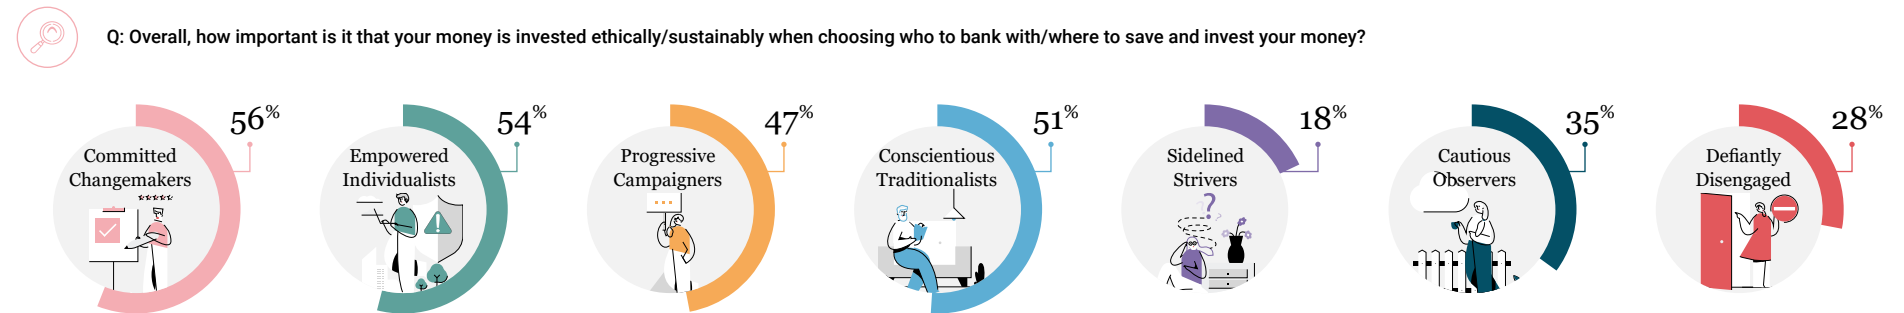 Q: Overall, how important is it that your money is invested ethically/sustainably when choosing who to bank with/where to save and invest your money?
56%
Committed
Changemakers
54%
Empowered
Individualists
47%
Progressive
Campaigners
51%
Conscientious
Traditionalists
18%
Sidelined
Strivers
?
35%
Cautious
Observers
28%
Defiantly
Disengaged